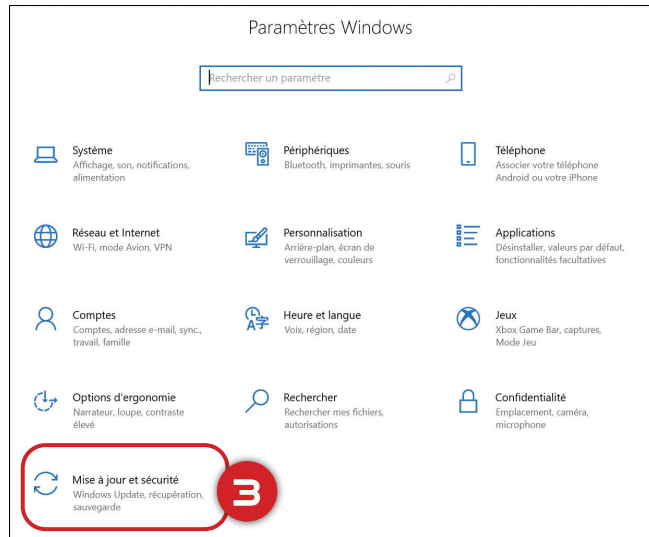 Paramètres Windows
Rechercher un paramètre
Système
Affichage, son, notifications,
alimentation
Périphériques
Bluetooth, imprimantes, souris
Téléphone
Associer votre téléphone
Android ou votre iPhone
Réseau et Internet
Wi-Fi, mode Avion, VPN
Personnalisation
Arrière-plan, écran de
verrouillage, couleurs
Applications
Désinstaller, valeurs par défaut,
fonctionnalités facultatives
Comptes
Comptes, adresse e-mail, sync.,
travail, famille
Heure et langue
Voix, région, date
Jeux
Xbox Game Bar, captures,
Mode Jeu
Options d'ergonomie
Narrateur, loupe, contraste
élevé
Rechercher
Rechercher mes fichiers,
autorisations
Confidentialité
Emplacement, caméra,
microphone
Mise à jour et sécurité
Windows Update, récupération,
sauvegarde
3